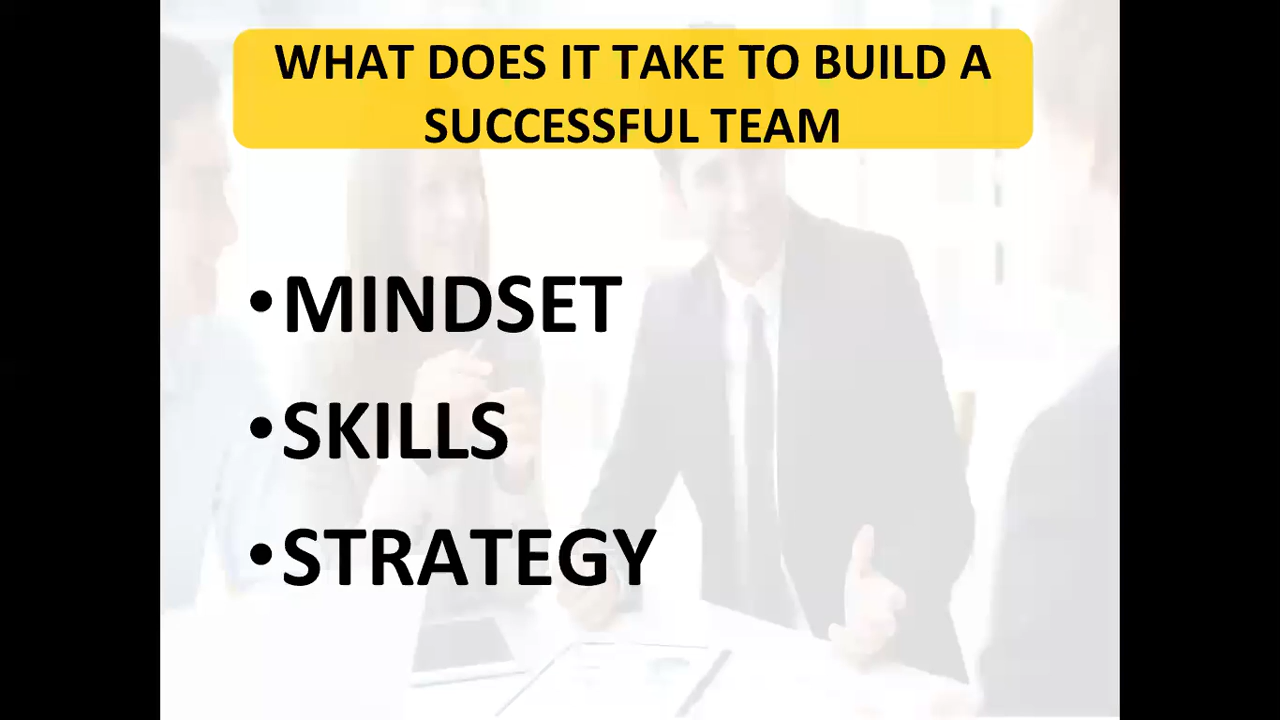 WHAT DOES IT TAKE TO BUILD A
SUCCESSFUL TEAM
•MINDSET
•SKILLS
•STRATEGY